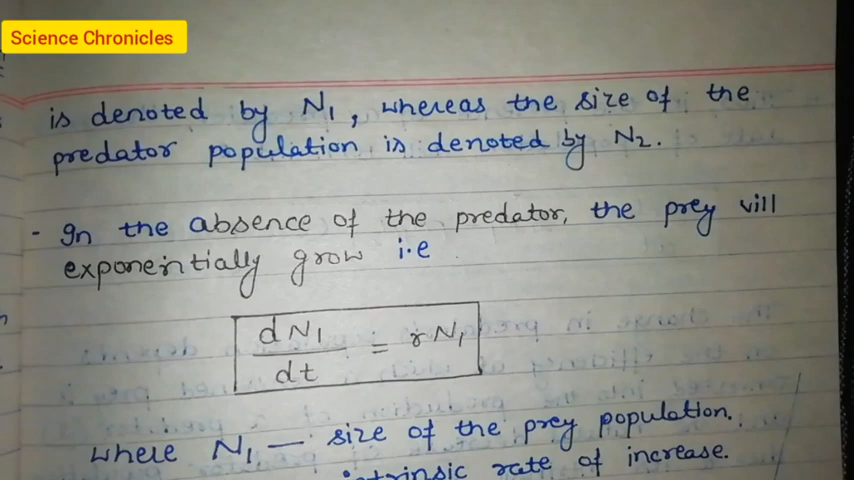 Science Chronicles
is denoted by N1, whereas the size of the
predator population is denoted by N2.
- In the absence of the predator, the prey vill
exponentially grow i.e
dN1
dt
= rN1
where N1 — size of the prey population.
intrinsic rate of increase.